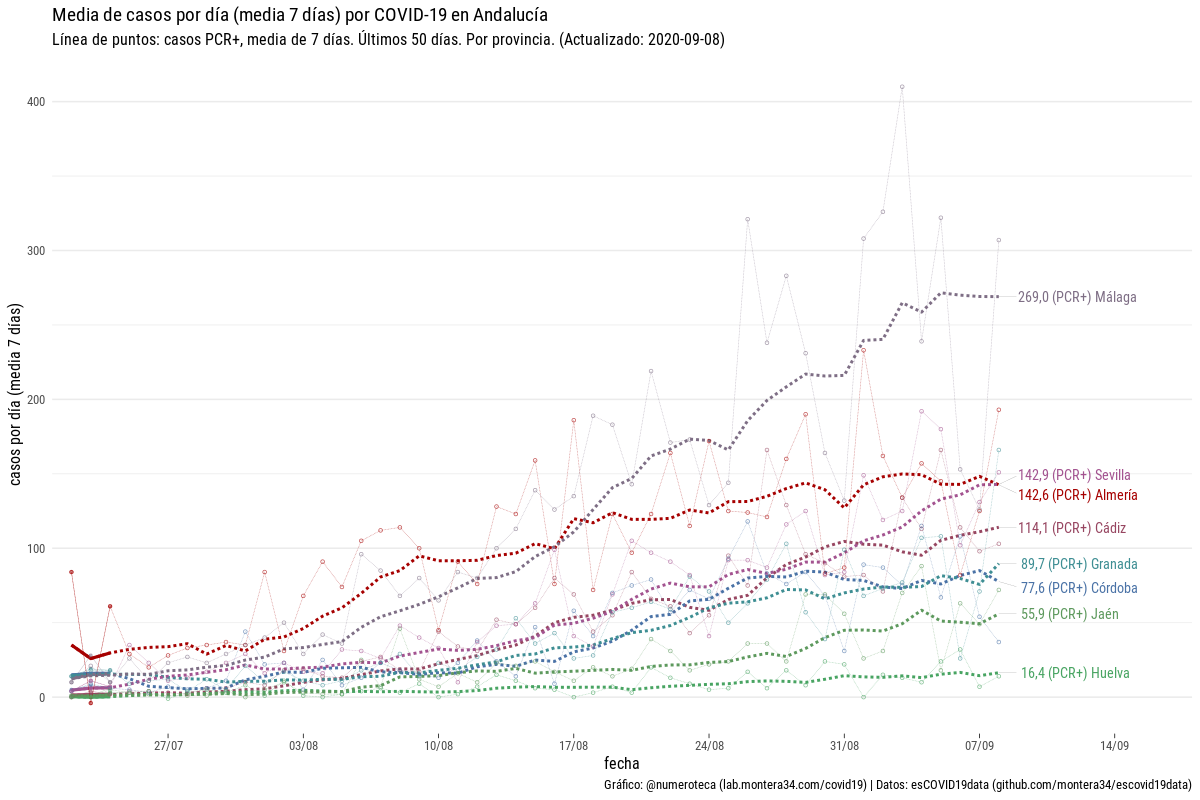 Media de casos por día (media 7 días) por COVID-19 en Andalucía
Línea de puntos: casos PCR+, media de 7 días. Últimos 50 días. Por provincia. (Actualizado: 2020-09-08)
casos por día (media 7 días)
400
300
200
100
0
269,0 (PCR+) Málaga
142,9 (PCR+) Sevilla
142,6 (PCR+) Almería
114,1 (PCR+) Cádiz
89,7 (PCR+) Granada
77,6 (PCR+) Córdoba
55,9 (PCR+) Jaén
16,4 (PCR+) Huelva
27/07 03/08 10/08 17/08 24/08 31/08 07/09 14/09
fecha
Gráfico: @numeroteca (lab.montera34.com/covid19) | Datos: esCOVID19data (github.com/montera34/escovid19data)